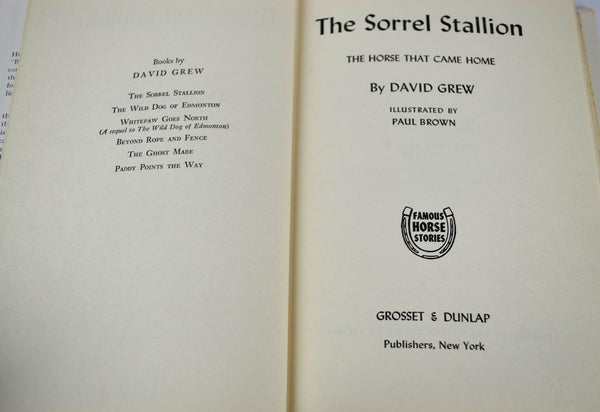 Books by
DAVID GREW
THE SORREL STALLION
THE WILD DOG OF EDMONTON
WHITEPAW GOES NORTH
(A sequel to The Wild Dog of Edmonton)
BEYOND ROPE AND FENCE
THE GHOST MARE
PADDY POINTS THE WAY
The Sorrel Stallion
THE HORSE THAT CAME HOME
By DAVID GREW
ILLUSTRATED BY
PAUL BROWN
FAMOUS
HORSE
STORIES
GROSSET & DUNLAP
Publishers, New York